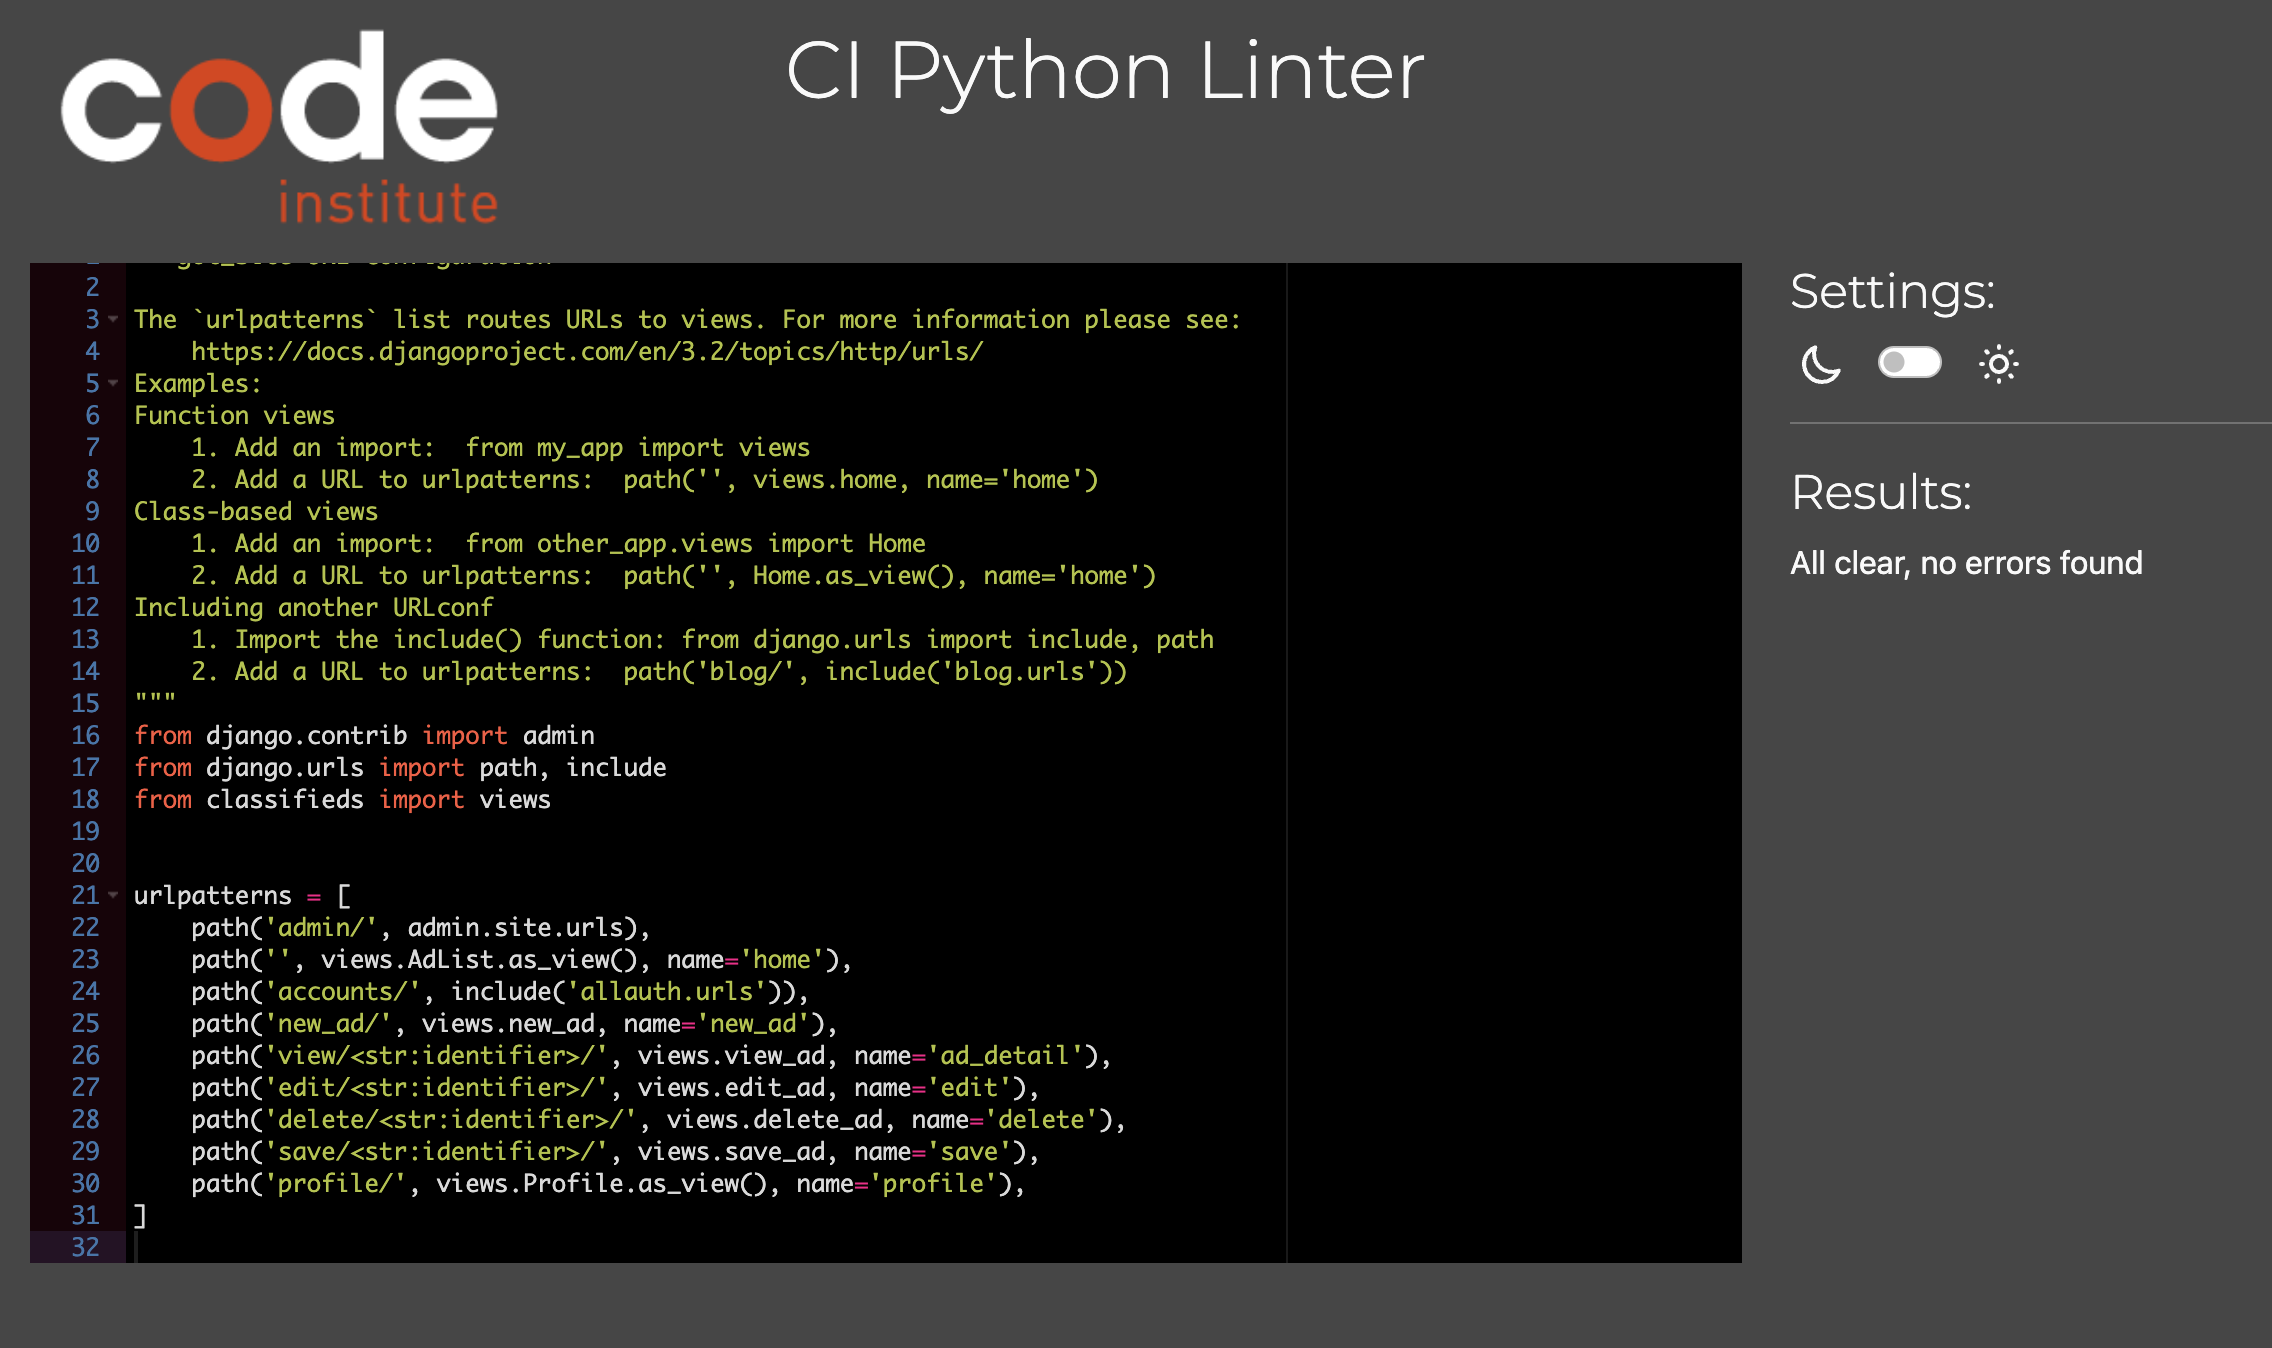 code
institute
CI Python Linter
2
3 The `urlpatterns` list routes URLs to views. For more information please see:
4     https://docs.djangoproject.com/en/3.2/topics/http/urls/
5 Examples:
6 Function views
7     1. Add an import:  from my_app import views
8     2. Add a URL to urlpatterns:  path('', views.home, name='home')
9 Class-based views
10     1. Add an import:  from other_app.views import Home
11     2. Add a URL to urlpatterns:  path('', Home.as_view(), name='home')
12 Including another URLconf
13     1. Import the include() function: from django.urls import include, path
14     2. Add a URL to urlpatterns:  path('blog/', include('blog.urls'))
15 """
16 from django.contrib import admin
17 from django.urls import path, include
18 from classifieds import views
19
20
21 urlpatterns = [
22     path('admin/', admin.site.urls),
23     path('', views.AdList.as_view(), name='home'),
24     path('accounts/', include('allauth.urls')),
25     path('new_ad/', views.new_ad, name='new_ad'),
26     path('view/<str:identifier>/', views.view_ad, name='ad_detail'),
27     path('edit/<str:identifier>/', views.edit_ad, name='edit'),
28     path('delete/<str:identifier>/', views.delete_ad, name='delete'),
29     path('save/<str:identifier>/', views.save_ad, name='save'),
30     path('profile/', views.Profile.as_view(), name='profile'),
31 ]
32
Settings:
Results:
All clear, no errors found